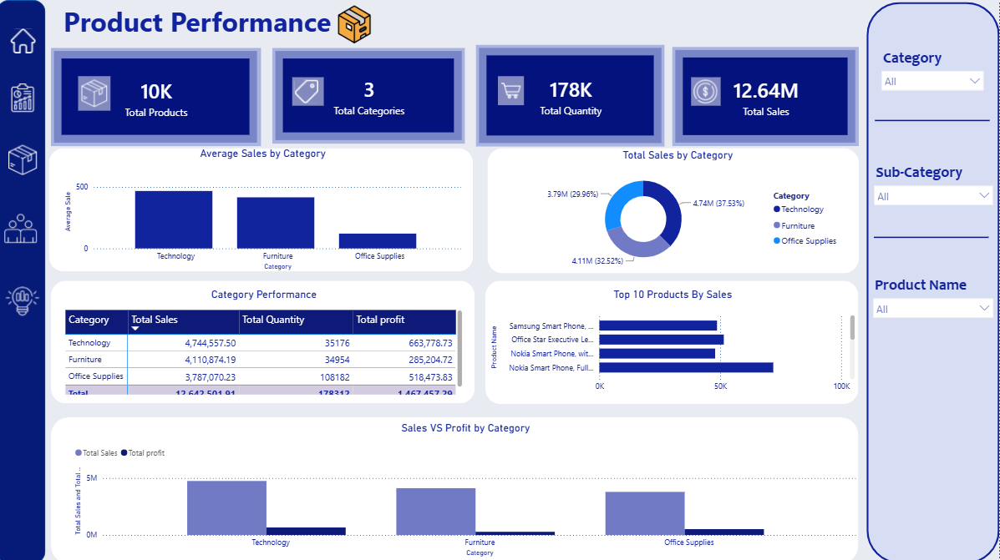 Product Performance
10K
Total Products
3
Total Categories
178K
Total Quantity
12.64M
Total Sales
Category
All
Sub-Category
All
Product Name
All
Average Sales by Category
Average Sale
500
0
Technology
Furniture
Office Supplies
Category
Total Sales by Category
3.79M (29.96%)
4.74M (37.53%)
4.11M (32.52%)
Category
Technology
Furniture
Office Supplies
Category Performance
Category Total Sales Total Quantity Total profit
Technology 4,744,557.50 35176 663,778.73
Furniture 4,110,874.19 34954 285,204.72
Office Supplies 3,787,070.23 108182 518,473.83
Total 12,642,501.91 178312 1,467,457.29
Top 10 Products By Sales
Product Name
Samsung Smart Phone, ...
Office Star Executive Le...
Nokia Smart Phone, wit...
Nokia Smart Phone, Full...
0K 50K 100K
Sales VS Profit by Category
Total Sales Total profit
Total Sales and Total ...
5M
0M
Technology
Furniture
Office Supplies
Category